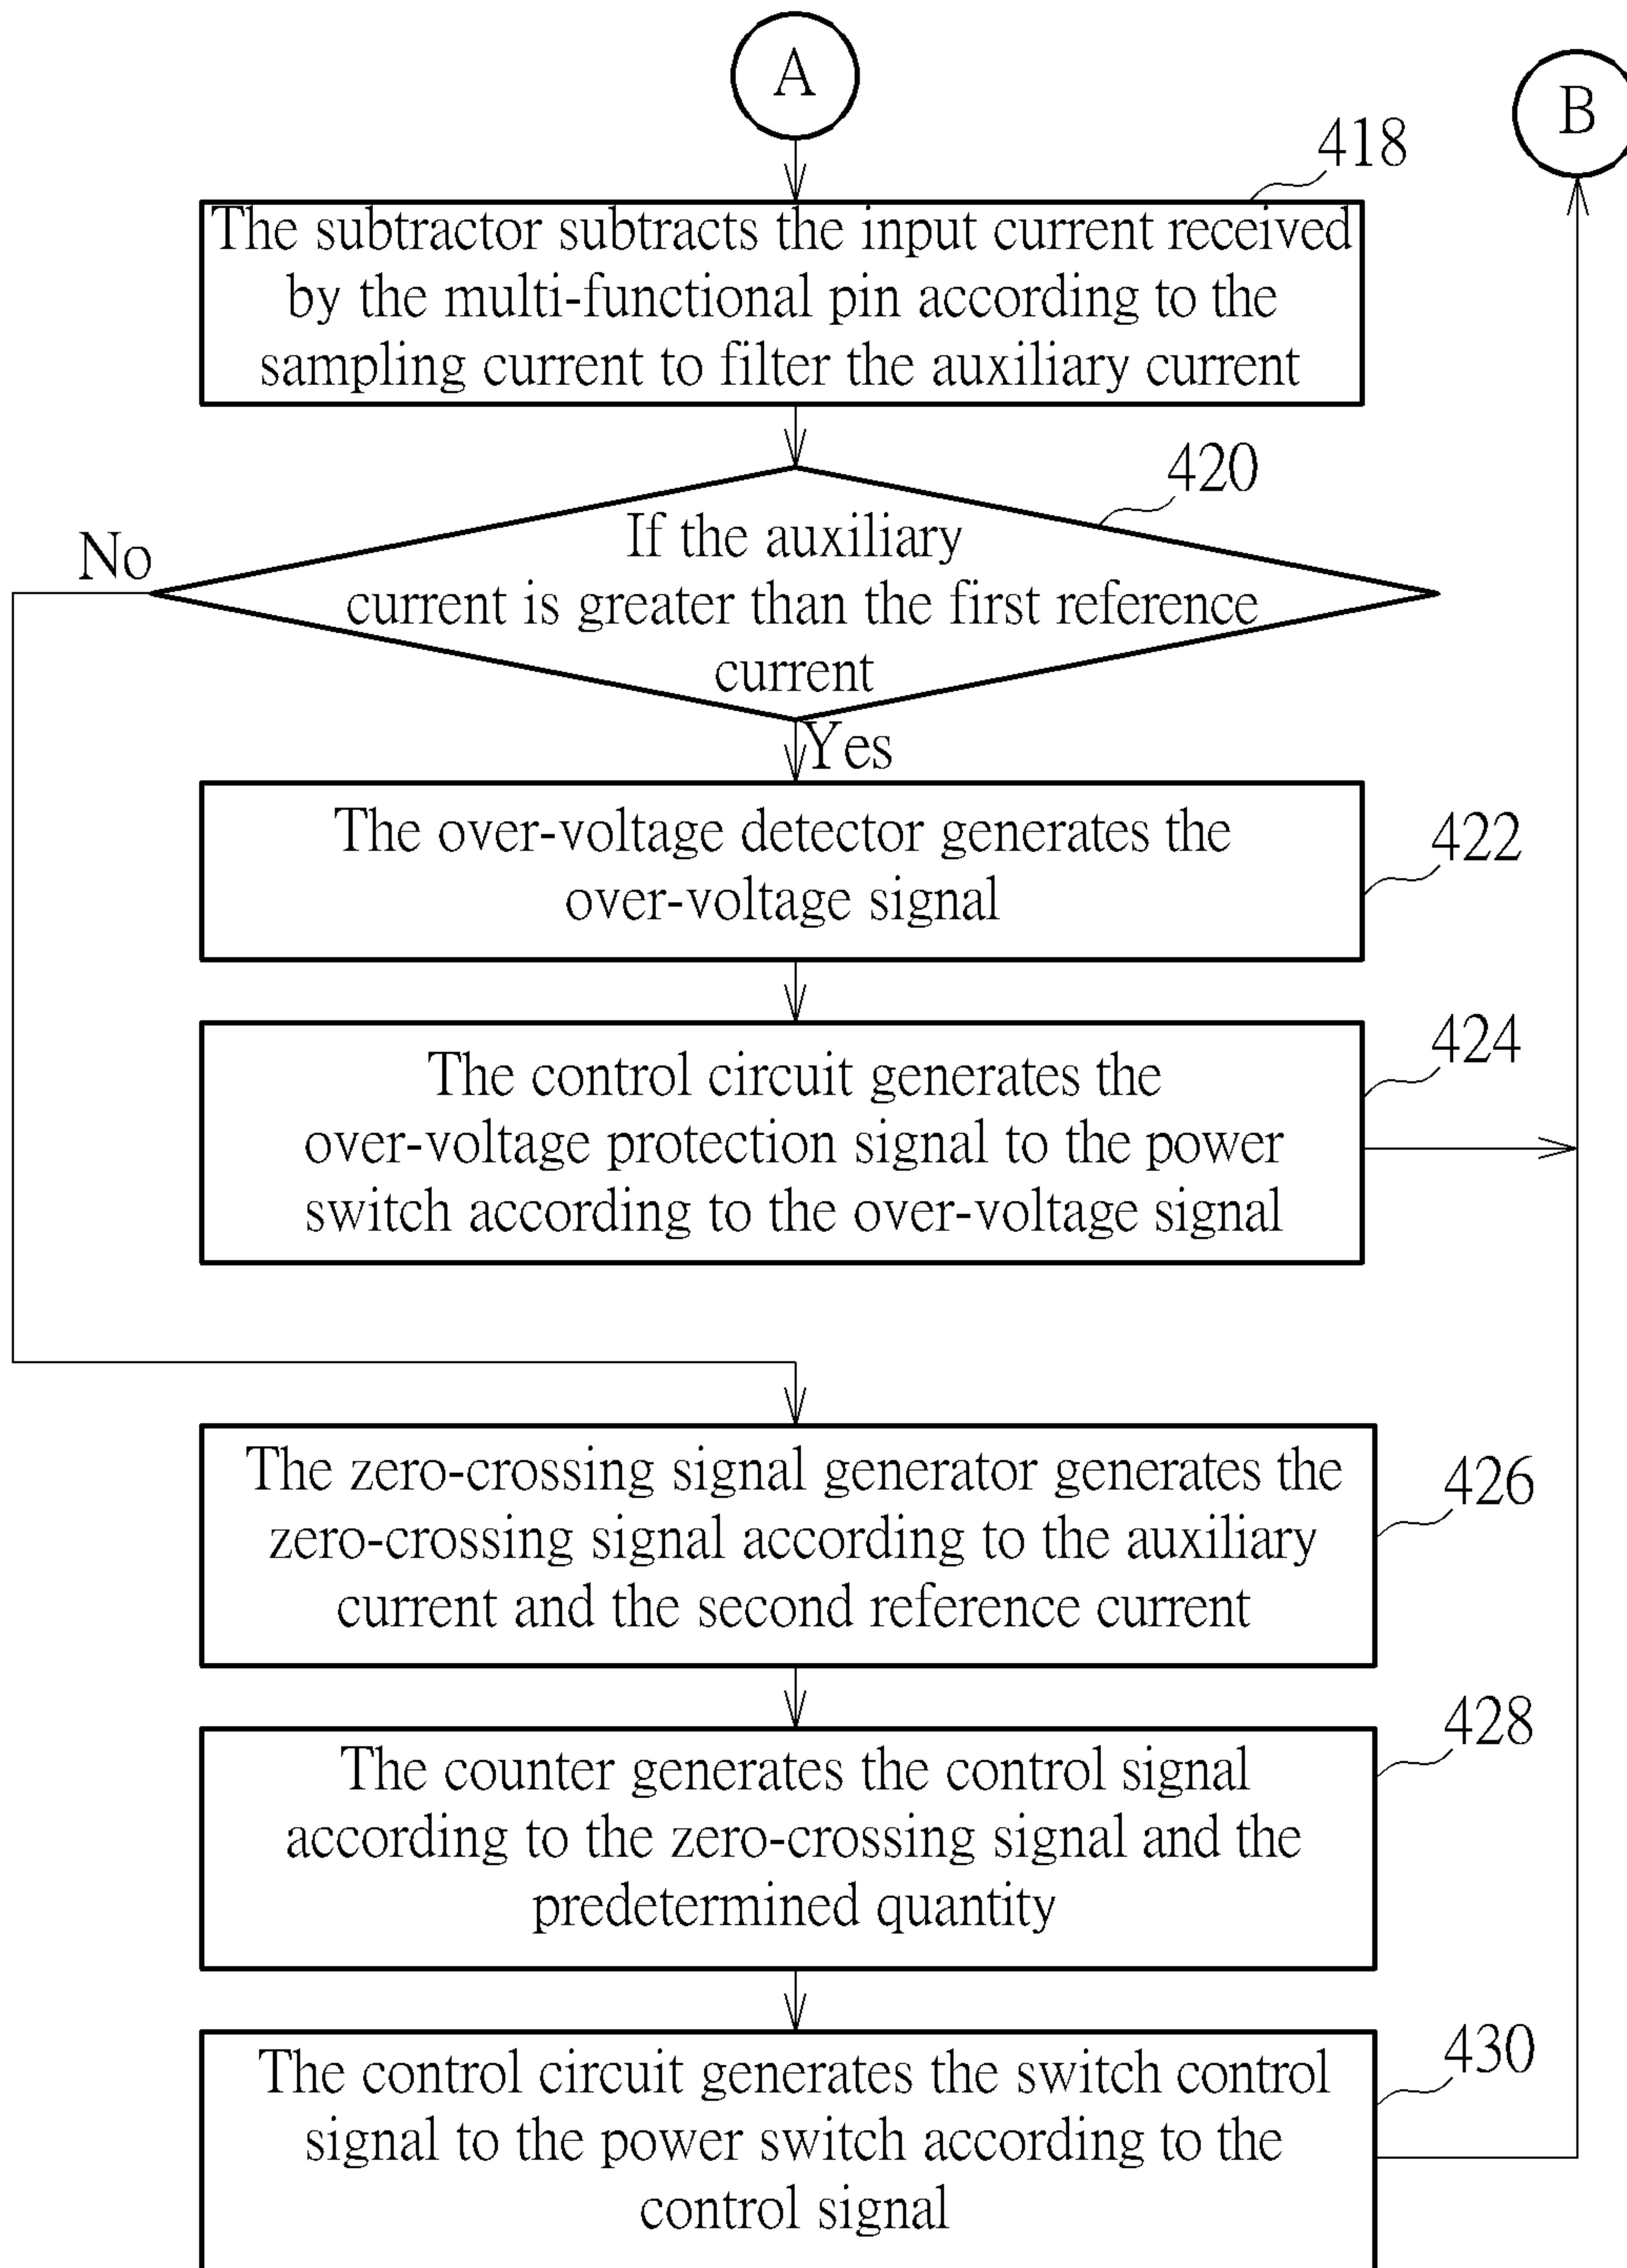 A
B
418
The subtractor subtracts the input current received
by the multi-functional pin according to the
sampling current to filter the auxiliary current
420
If the auxiliary
current is greater than the first reference
current
No
Yes
422
The over-voltage detector generates the
over-voltage signal
424
The control circuit generates the
over-voltage protection signal to the power
switch according to the over-voltage signal
426
The zero-crossing signal generator generates the
zero-crossing signal according to the auxiliary
current and the second reference current
428
The counter generates the control signal
according to the zero-crossing signal and the
predetermined quantity
430
The control circuit generates the switch control
signal to the power switch according to the
control signal